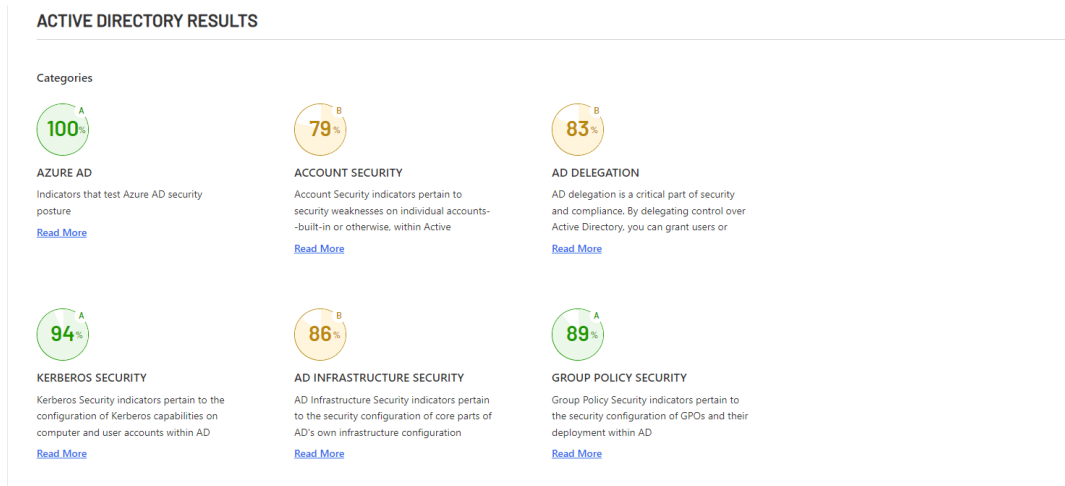 ACTIVE DIRECTORY RESULTS
Categories
A
100%
AZURE AD
Indicators that test Azure AD security
posture
Read More
B
79%
ACCOUNT SECURITY
Account Security indicators pertain to
security weaknesses on individual accounts-
-built-in or otherwise, within Active
Read More
B
83%
AD DELEGATION
AD delegation is a critical part of security
and compliance. By delegating control over
Active Directory, you can grant users or
Read More
A
94%
KERBEROS SECURITY
Kerberos Security indicators pertain to the
configuration of Kerberos capabilities on
computer and user accounts within AD
Read More
B
86%
AD INFRASTRUCTURE SECURITY
AD Infrastructure Security indicators pertain
to the security configuration of core parts of
AD's own infrastructure configuration
Read More
A
89%
GROUP POLICY SECURITY
Group Policy Security indicators pertain to
the security configuration of GPOs and their
deployment within AD
Read More